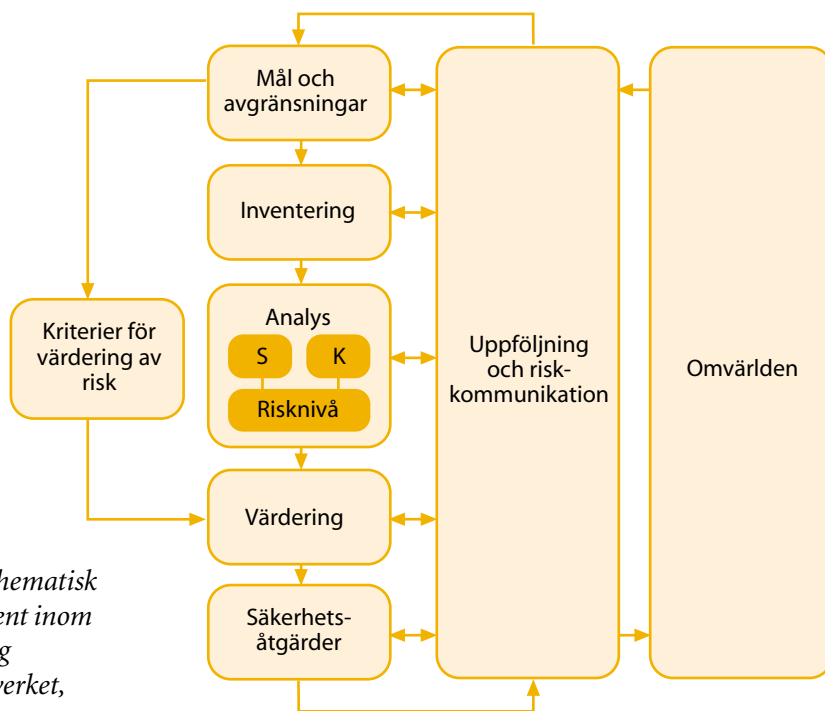 Mål och
avgränsningar
Inventering
Kriterier för
värdering av
risk
Analys
S
K
Risknivå
Värdering
Säkerhets-
åtgärder
Uppföljning
och risk-
kommunikation
Omvärlden
hematisk
ent inom
g
verket,